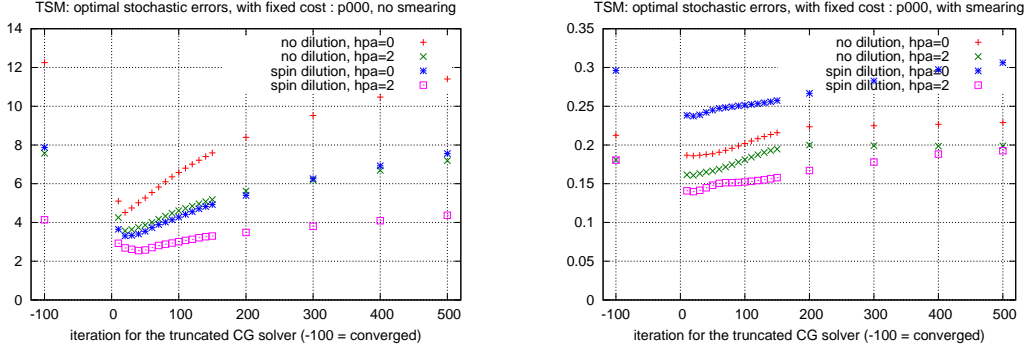 TSM: optimal stochastic errors, with fixed cost : p000, no smearing
14
12
10
8
6
4
2
0
no dilution, hpa=0
no dilution, hpa=2
spin dilution, hpa=0
spin dilution, hpa=2
-100 0 100 200 300 400 500
iteration for the truncated CG solver (-100 = converged)
TSM: optimal stochastic errors, with fixed cost : p000, with smearing
0.35
0.3
0.25
0.2
0.15
0.1
0.05
0
no dilution, hpa=0
no dilution, hpa=2
spin dilution, hpa=0
spin dilution, hpa=2
-100 0 100 200 300 400 500
iteration for the truncated CG solver (-100 = converged)